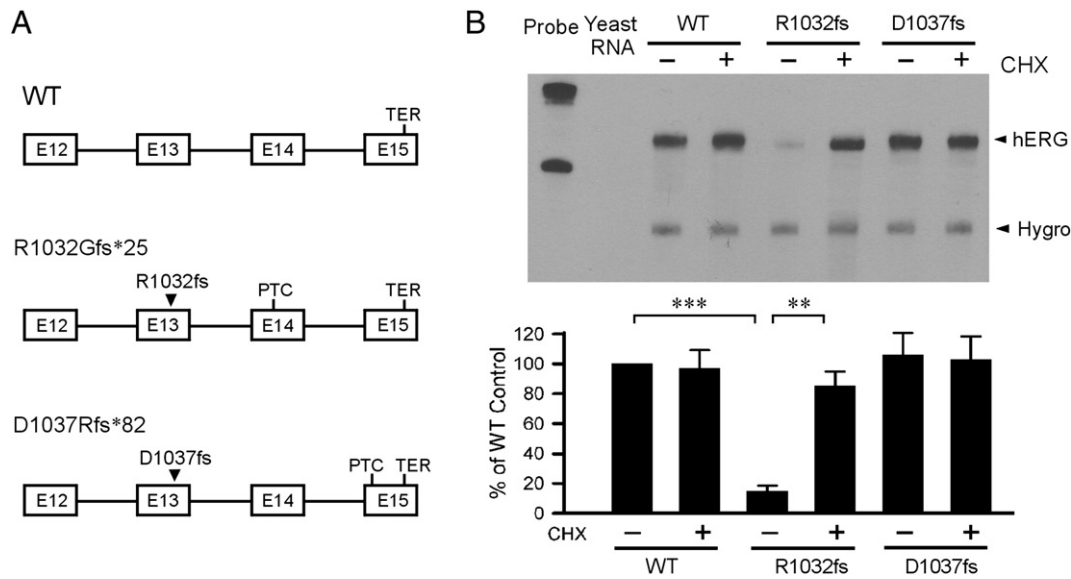 A
WT
TER
E12 E13 E14 E15
R1032Gfs*25
R1032fs
PTC TER
E12 E13 E14 E15
D1037Rfs*82
D1037fs
PTC TER
E12 E13 E14 E15
B
Probe Yeast RNA WT R1032fs D1037fs
− + − + − + CHX
hERG
Hygro
*** **
% of WT Control
120
100
80
60
40
20
0
CHX − + − + − +
WT R1032fs D1037fs